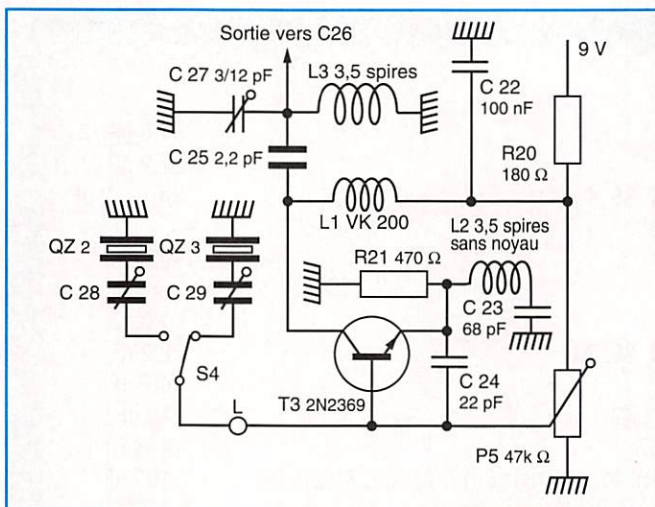 Sortie vers C26
9 V
C 27 3/12 pF
L3 3,5 spires
C 22
100 nF
C 25 2,2 pF
R20
180 Ω
L1 VK 200
L2 3,5 spires
sans noyau
QZ 2
QZ 3
R21 470 Ω
C 28
C 29
C 23
68 pF
S4
C 24
22 pF
T3 2N2369
L
P5 47k Ω